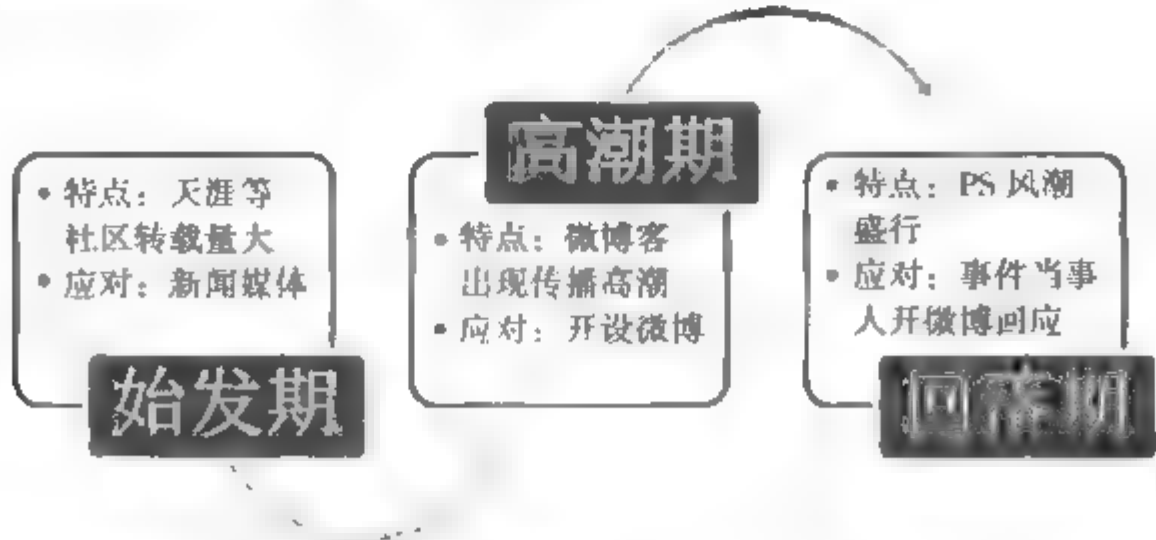 • 特点：天涯等
社区转载量大
• 应对：新闻媒体
始发期
高潮期
• 特点：微博客
出现传播高潮
• 应对：开设微博
• 特点：PS 风潮
盛行
• 应对：事件当事
人开微博回应
回落期